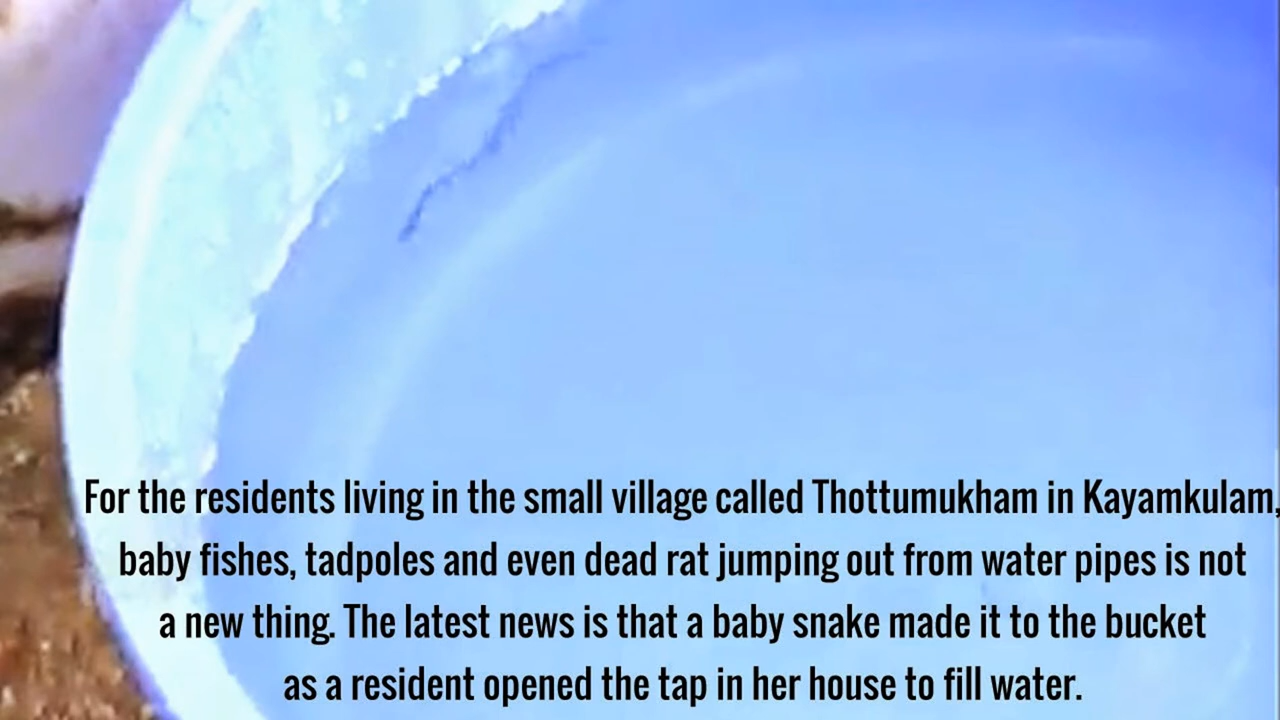 For the residents living in the small village called Thottumukham in Kayamkulam,
baby fishes, tadpoles and even dead rat jumping out from water pipes is not
a new thing. The latest news is that a baby snake made it to the bucket
as a resident opened the tap in her house to fill water.